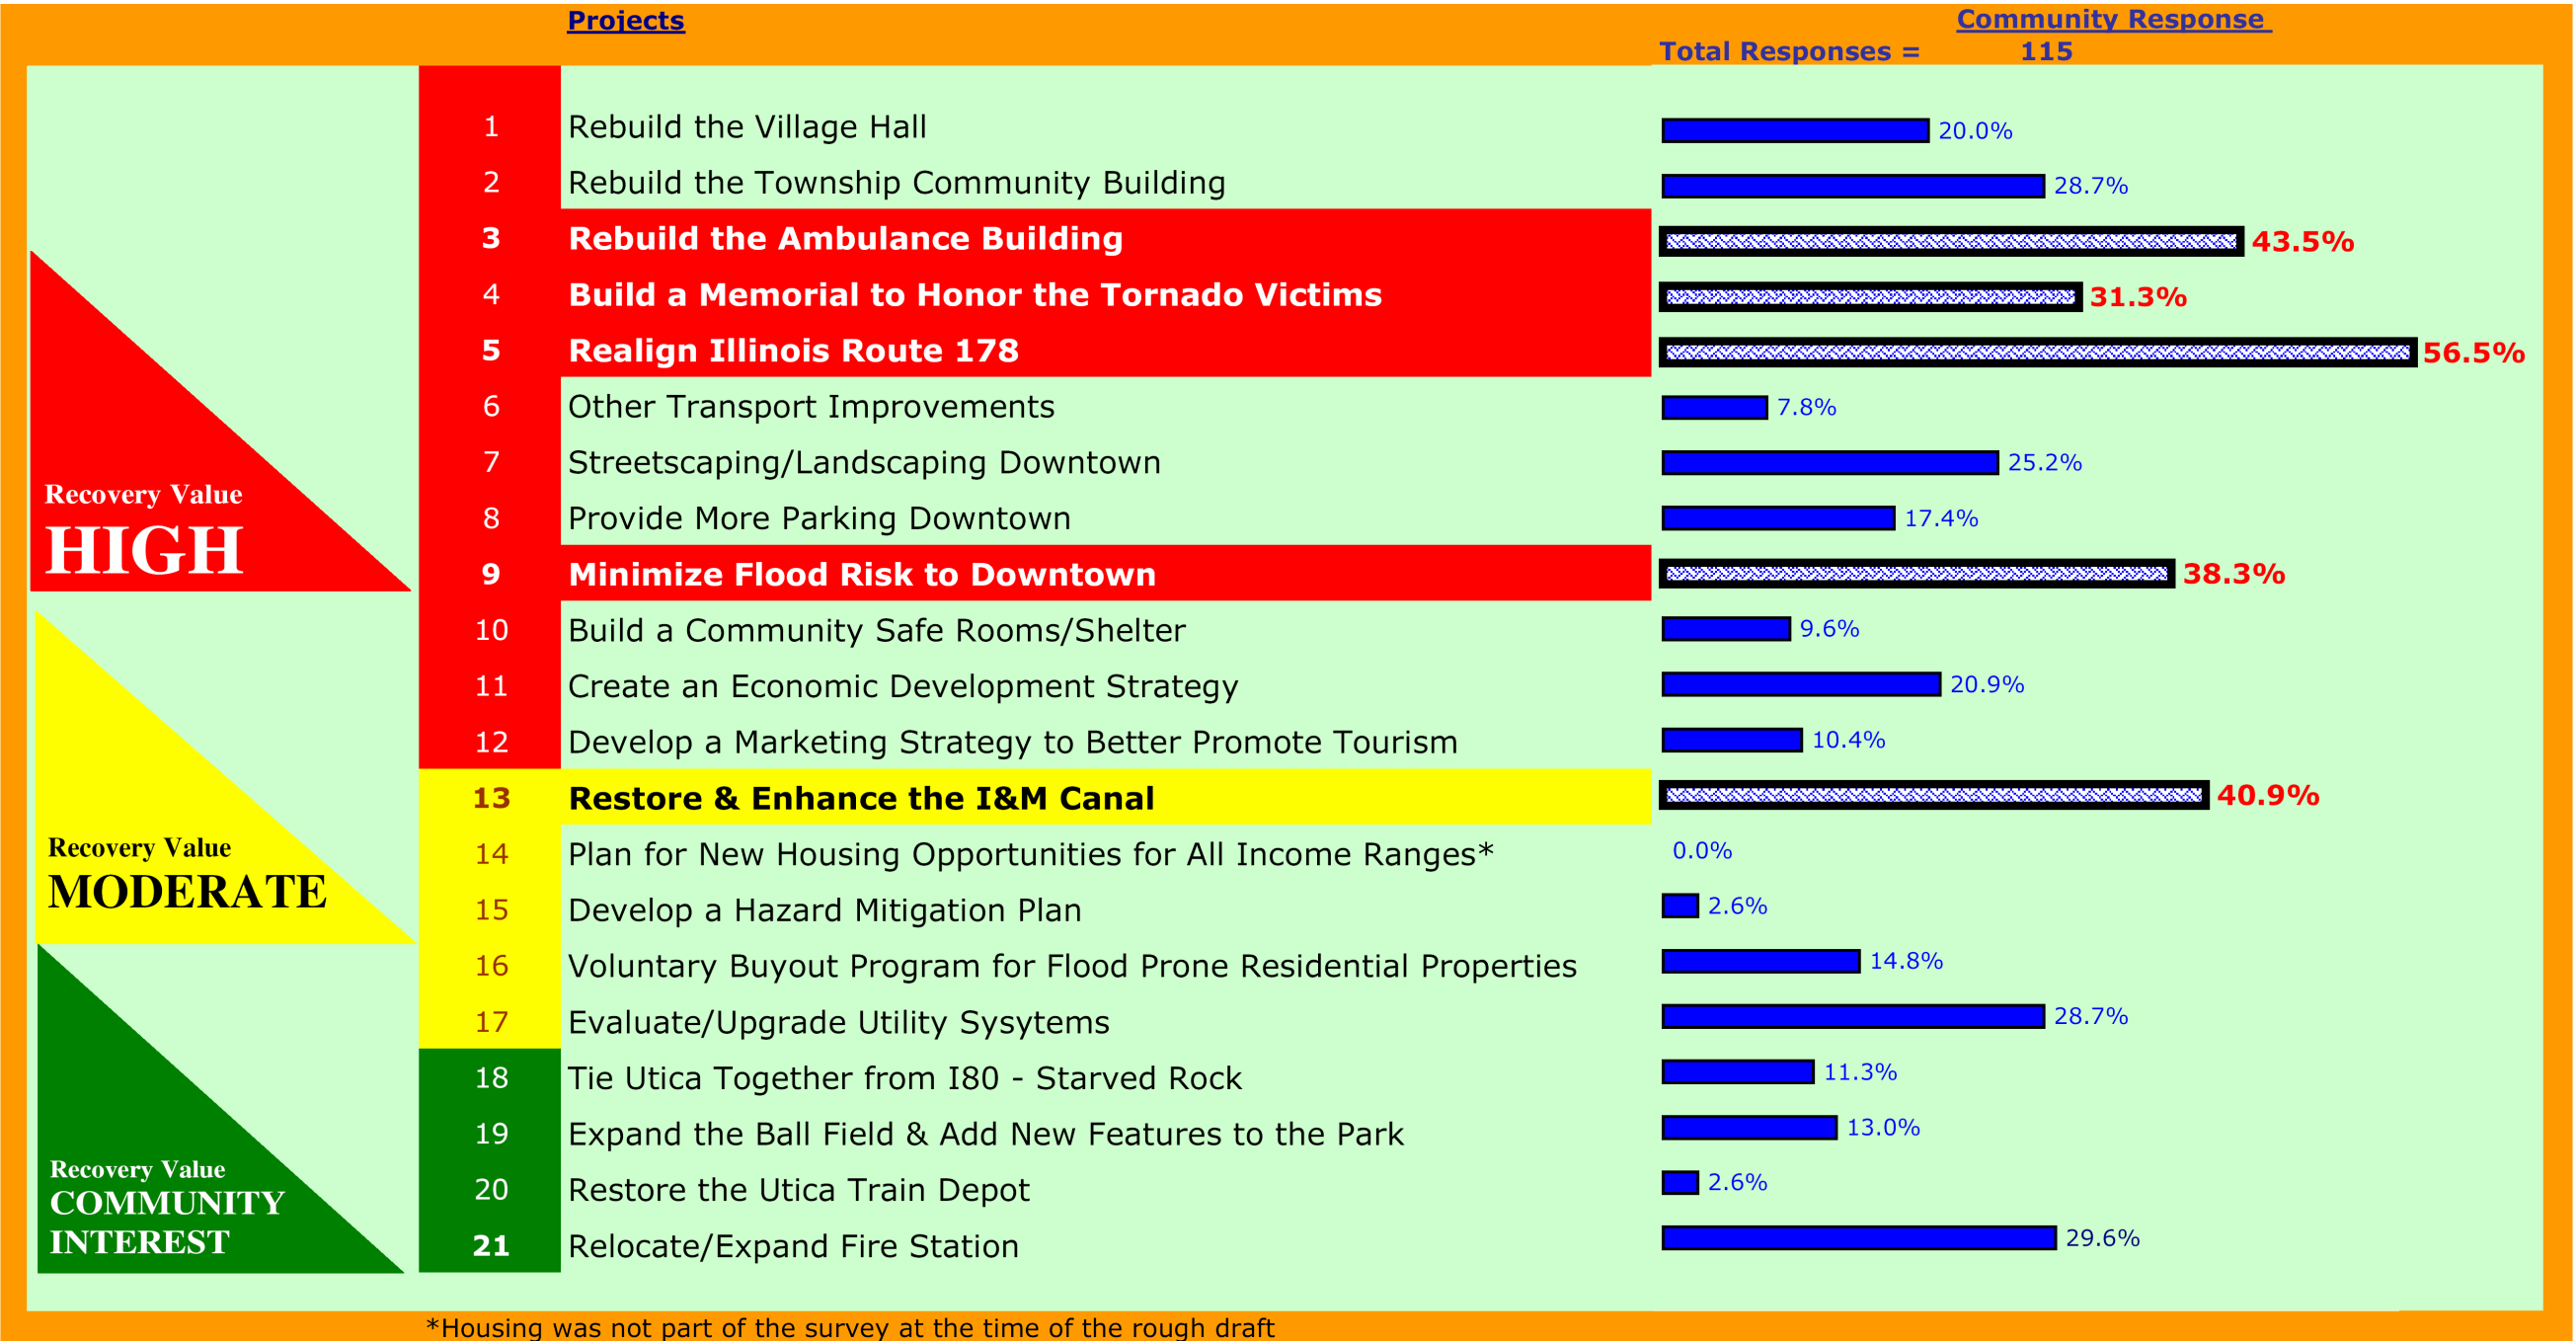 Projects
Community Response
Total Responses = 115
1 Rebuild the Village Hall 20.0%
2 Rebuild the Township Community Building 28.7%
3 Rebuild the Ambulance Building 43.5%
4 Build a Memorial to Honor the Tornado Victims 31.3%
5 Realign Illinois Route 178 56.5%
6 Other Transport Improvements 7.8%
7 Streetscaping/Landscaping Downtown 25.2%
8 Provide More Parking Downtown 17.4%
9 Minimize Flood Risk to Downtown 38.3%
10 Build a Community Safe Rooms/Shelter 9.6%
11 Create an Economic Development Strategy 20.9%
12 Develop a Marketing Strategy to Better Promote Tourism 10.4%
13 Restore & Enhance the I&M Canal 40.9%
14 Plan for New Housing Opportunities for All Income Ranges* 0.0%
15 Develop a Hazard Mitigation Plan 2.6%
16 Voluntary Buyout Program for Flood Prone Residential Properties 14.8%
17 Evaluate/Upgrade Utility Sysytems 28.7%
18 Tie Utica Together from I80 - Starved Rock 11.3%
19 Expand the Ball Field & Add New Features to the Park 13.0%
20 Restore the Utica Train Depot 2.6%
21 Relocate/Expand Fire Station 29.6%
Recovery Value
HIGH
Recovery Value
MODERATE
Recovery Value
COMMUNITY
INTEREST
*Housing was not part of the survey at the time of the rough draft